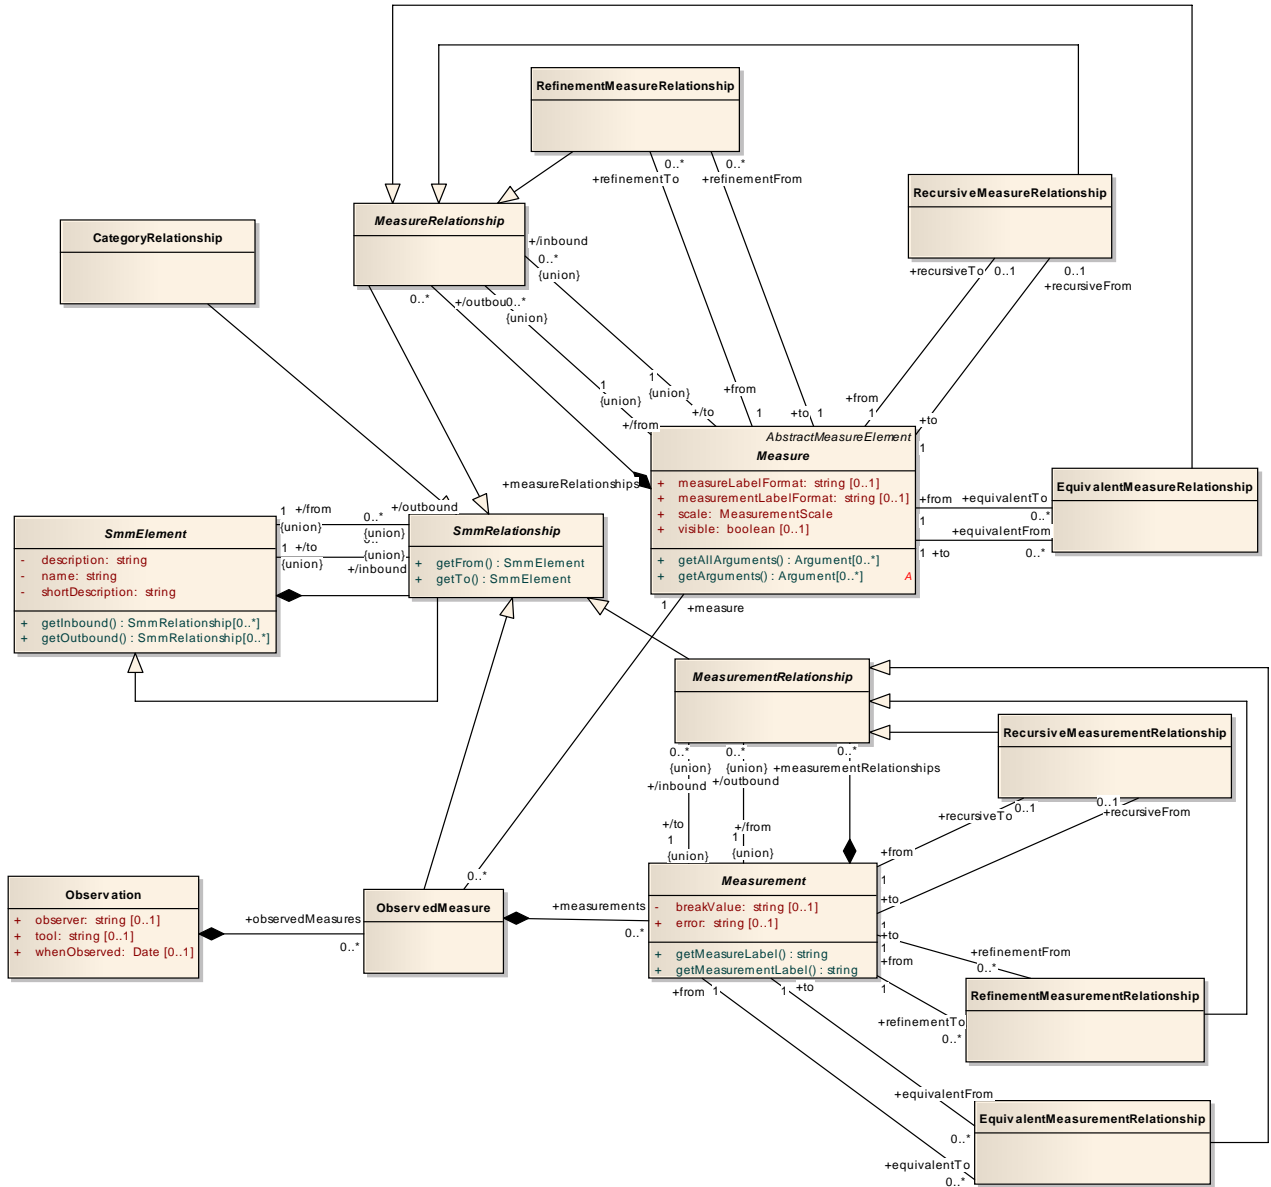 RefinementMeasureRelationship
0..*
+refinementTo
0..*
+refinementFrom
RecursiveMeasureRelationship
+recursiveTo
0..1
0..1
+recursiveFrom
MeasureRelationship
+/inbound
0..*
{union}
0..*
+/outbou
0..*
{union}
CategoryRelationship
1
{union}
+/from
1
{union}
+/to
+from
1
+to
1
+from
1
+to
1
AbstractMeasureElement
Measure
+ measureLabelFormat: string [0..1]
+ measurementLabelFormat: string [0..1]
+ scale: MeasurementScale
+ visible: boolean [0..1]
+ getAllArguments() : Argument[0..*]
+ getArguments() : Argument[0..*] A
+measureRelationships
+from
1
+equivalentTo
0..*
+equivalentFrom
1
+to
0..*
EquivalentMeasureRelationship
SmmElement
- description: string
- name: string
- shortDescription: string
+ getInbound() : SmmRelationship[0..*]
+ getOutbound() : SmmRelationship[0..*]
1
+/from
{union}
1
+/to
{union}
+/outbound
0..*
{union}
{union}
+/inbound
SmmRelationship
+ getFrom() : SmmElement
+ getTo() : SmmElement
1
+measure
MeasurementRelationship
0..*
{union}
+/inbound
0..*
{union}
+/outbound
0..*
+measurementRelationships
RecursiveMeasurementRelationship
+recursiveTo
0..1
0..1
+recursiveFrom
+/to
1
{union}
+/from
1
{union}
+from
1
+to
1
Measurement
- breakValue: string [0..1]
+ error: string [0..1]
+ getMeasureLabel() : string
+ getMeasurementLabel() : string
+to
1
+from
1
+refinementFrom
0..*
+refinementTo
0..*
RefinementMeasurementRelationship
Observation
+ observer: string [0..1]
+ tool: string [0..1]
+ whenObserved: Date [0..1]
+observedMeasures
0..*
0..*
ObservedMeasure
+measurements
0..*
+from
1
1
+to
+equivalentFrom
0..*
+equivalentTo
0..*
EquivalentMeasurementRelationship